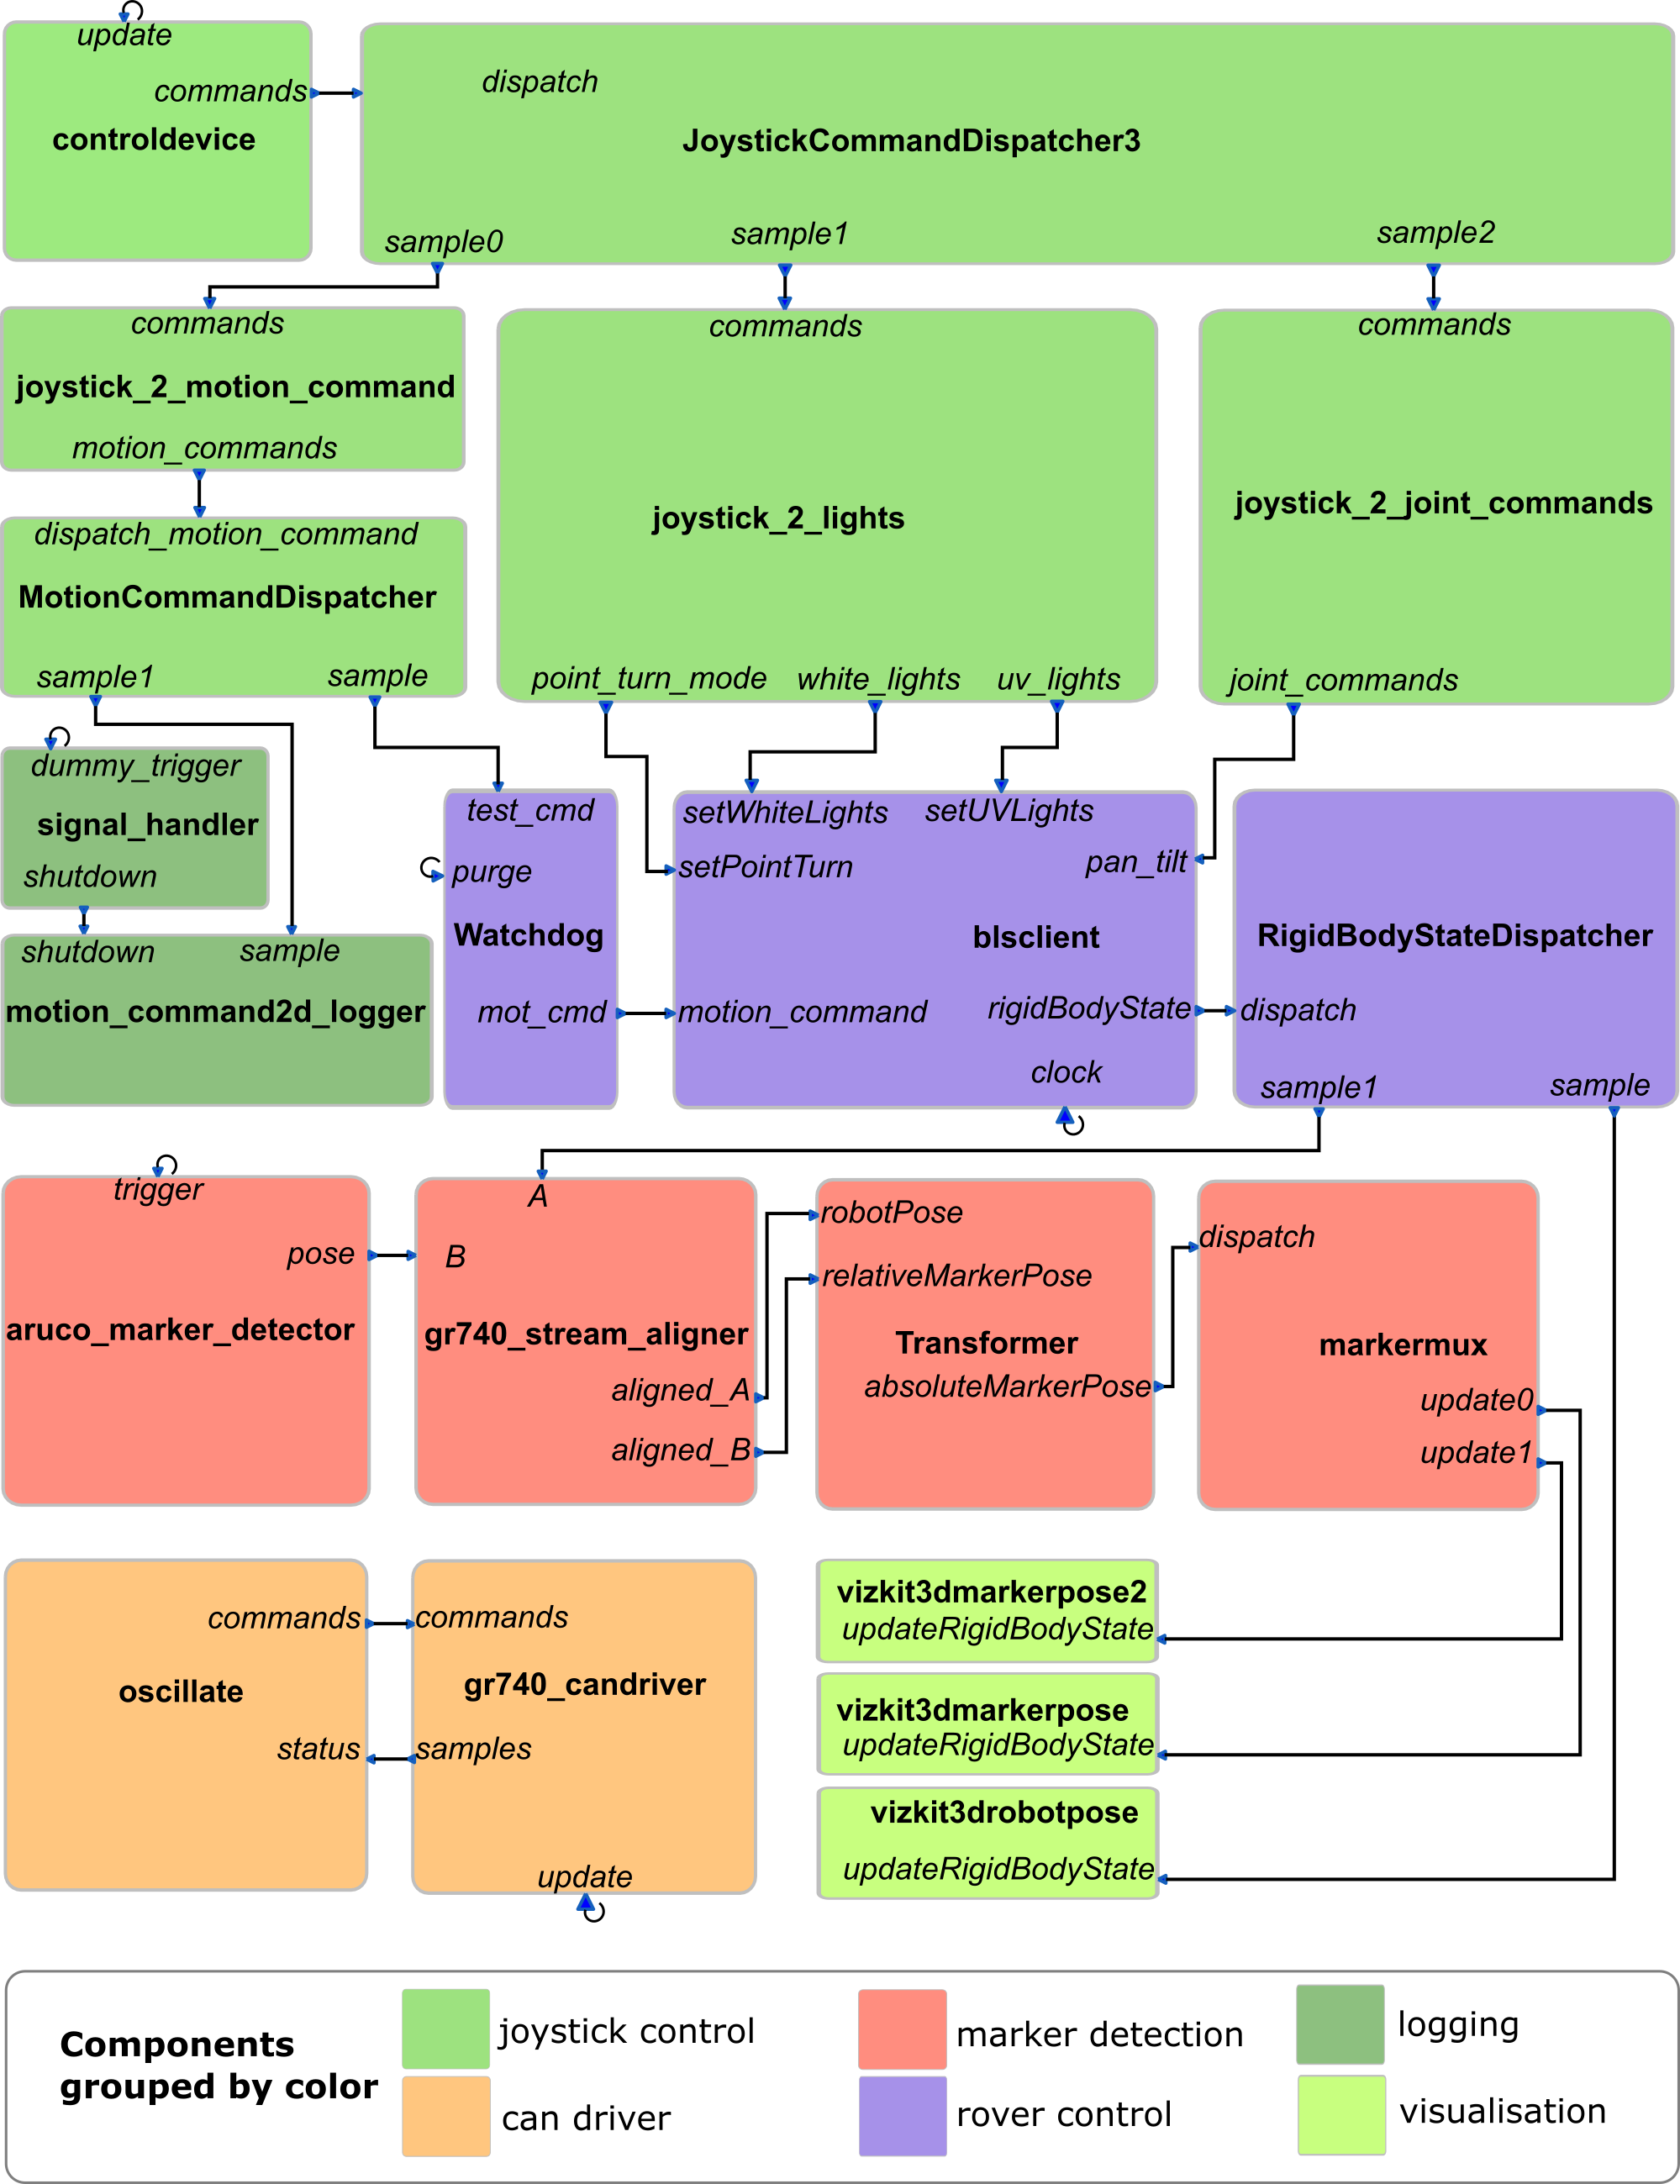 update
commands
controldevice
dispatch
JoystickCommandDispatcher3
sample0
sample1
sample2
commands
joystick_2_motion_command
motion_commands
commands
joystick_2_lights
point_turn_mode
white_lights
uv_lights
commands
joystick_2_joint_commands
joint_commands
dispatch_motion_command
MotionCommandDispatcher
sample1
sample
dummy_trigger
signal_handler
shutdown
shutdown
sample
motion_command2d_logger
test_cmd
purge
Watchdog
mot_cmd
setWhiteLights
setUVLights
setPointTurn
pan_tilt
blsclient
rigidBodyState
motion_command
clock
RigidBodyStateDispatcher
dispatch
sample1
sample
trigger
pose
aruco_marker_detector
A
B
gr740_stream_aligner
aligned_A
aligned_B
robotPose
relativeMarkerPose
Transformer
absoluteMarkerPose
dispatch
markermux
update0
update1
commands
oscillate
status
commands
gr740_candriver
samples
update
vizkit3dmarkerpose2
updateRigidBodyState
vizkit3dmarkerpose
updateRigidBodyState
vizkit3drobotpose
updateRigidBodyState
Components
grouped by color
joystick control
marker detection
logging
can driver
rover control
visualisation